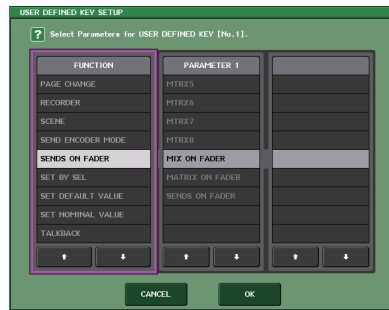 USER DEFINED KEY SETUP
? Select Parameters for USER DEFINED KEY [No.1].
FUNCTION
PAGE CHANGE
RECORDER
SCENE
SEND ENCODER MODE
SENDS ON FADER
SET BY SEL
SET DEFAULT VALUE
SET NOMINAL VALUE
TALKBACK
PARAMETER 1
MTRX5
MTRX6
MTRX7
MTRX8
MIX ON FADER
MATRIX ON FADER
SENDS ON FADER
CANCEL
OK